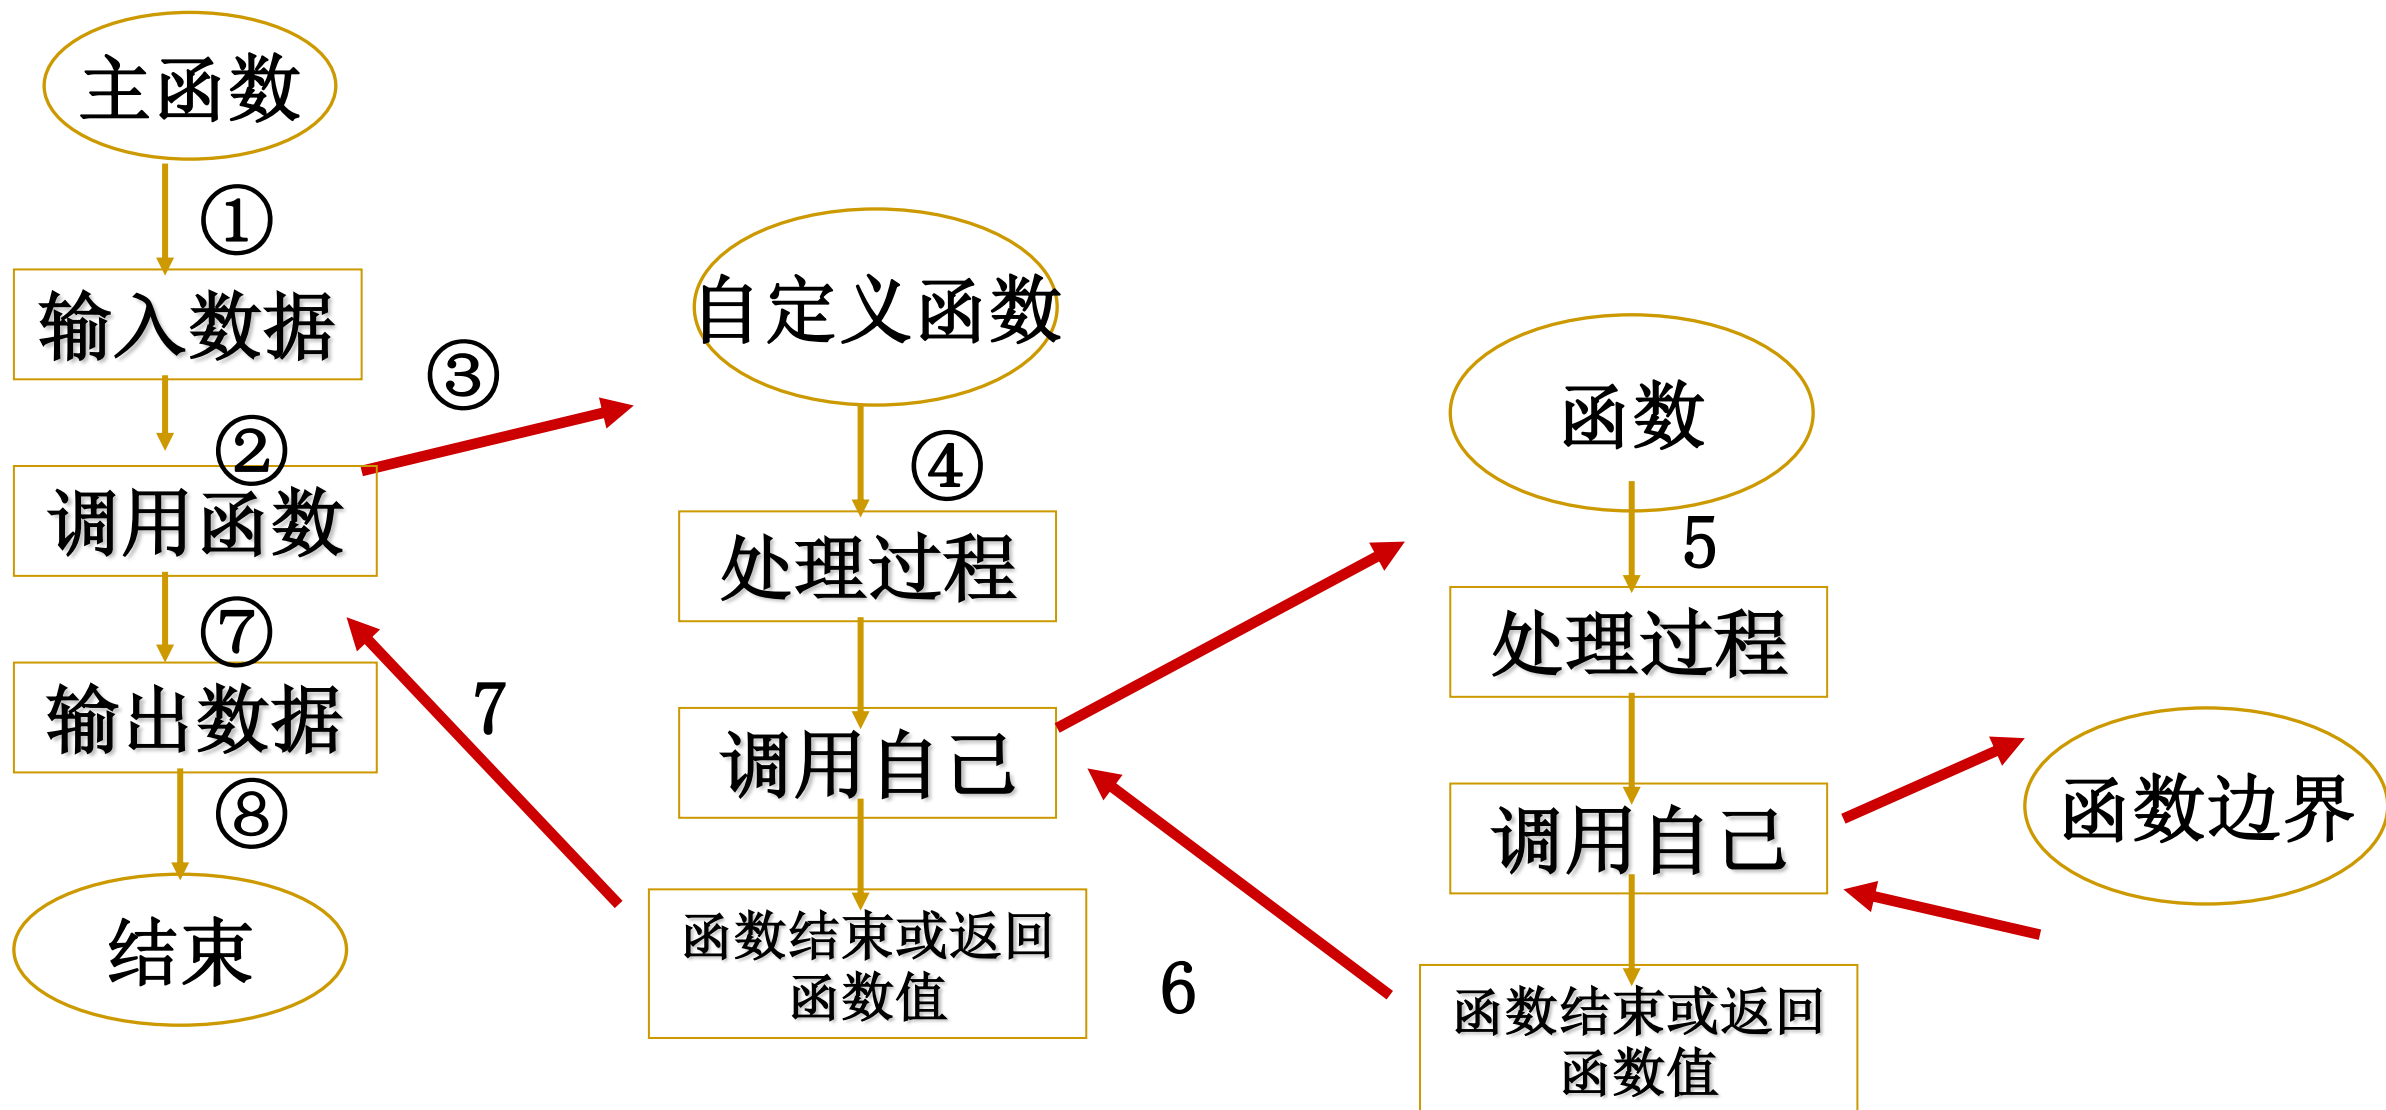 主函数
①
输入数据
②
调用函数
⑦
输出数据
⑧
结束
③
7
自定义函数
④
处理过程
调用自己
函数结束或返回
函数值
6
函数
5
处理过程
调用自己
函数结束或返回
函数值
函数边界